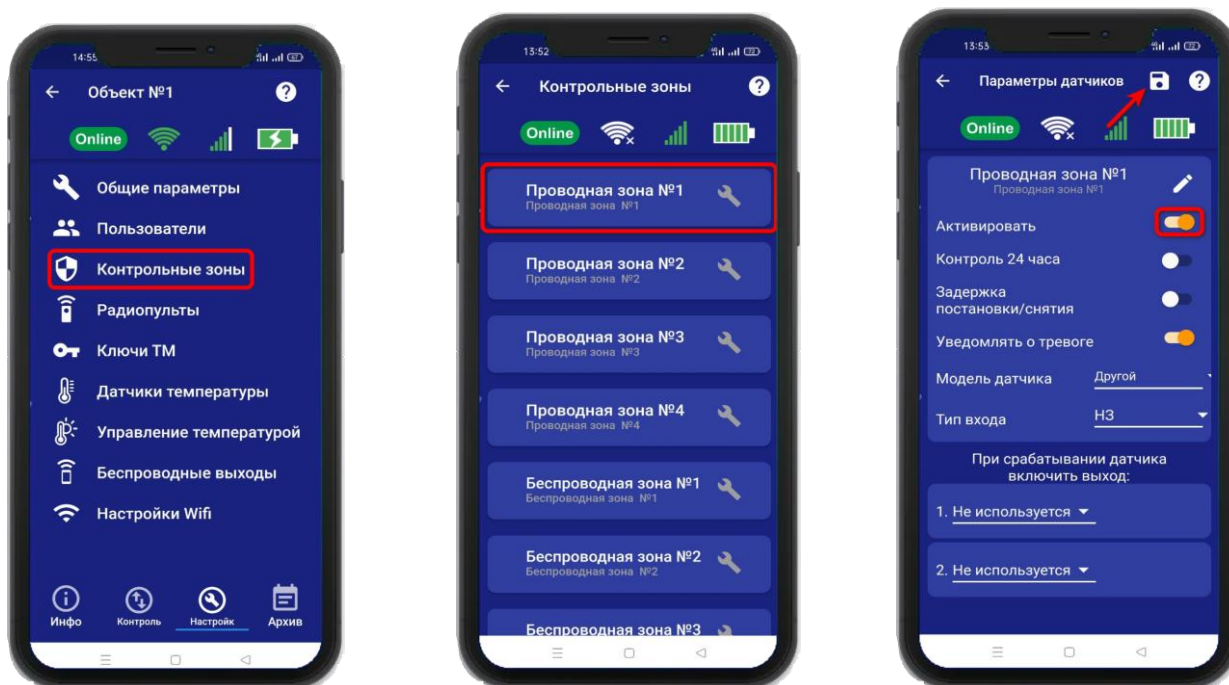 14:55
Объект №1
?
Online
Общие параметры
Пользователи
Контрольные зоны
Радиопульты
Ключи ТМ
Датчики температуры
Управление температурой
Беспроводные выходы
Настройки Wifi
Инфо
Контроль
Настройк
Архив
13:52
72
Контрольные зоны
?
Online
Проводная зона №1
Проводная зона №1
Проводная зона №2
Проводная зона №2
Проводная зона №3
Проводная зона №3
Проводная зона №4
Проводная зона №4
Беспроводная зона №1
Беспроводная зона №1
Беспроводная зона №2
Беспроводная зона №2
Беспроводная зона №3
13:53
72
Параметры датчиков
?
Online
Проводная зона №1
Проводная зона №1
Активировать
Контроль 24 часа
Задержка
постановки/снятия
Уведомлять о тревоге
Модель датчика Другой
Тип входа НЗ
При срабатывании датчика
включить выход:
1. Не используется
2. Не используется